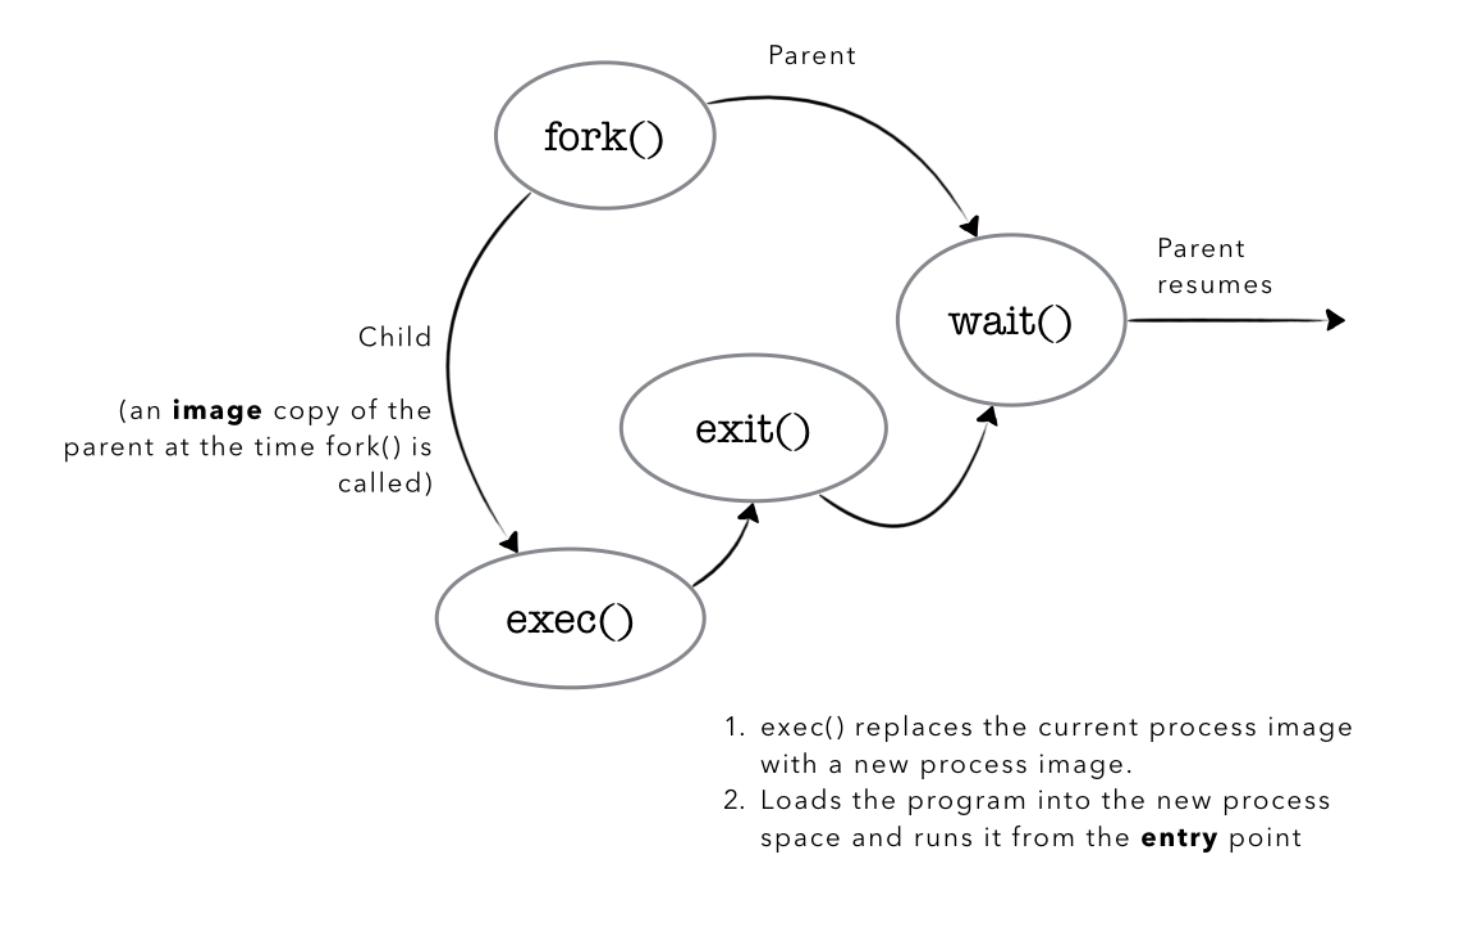 Parent
fork()
Parent
resumes
wait()
Child
(an image copy of the
parent at the time fork() is
called)
exit()
exec()
1. exec() replaces the current process image
with a new process image.
2. Loads the program into the new process
space and runs it from the entry point